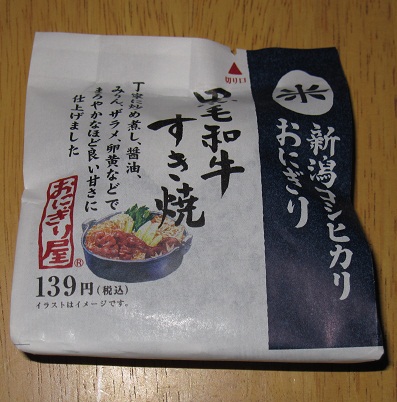 切り口
米
新潟コシヒカリ
おにぎり
黒毛和牛
すき焼
丁寧に炒め煮し、醤油、
みりん、ザラメ、卵黄などで
まろやかなほど良い甘さに
仕上げました
おにぎり屋®
139円(税込)
イラストはイメージです。